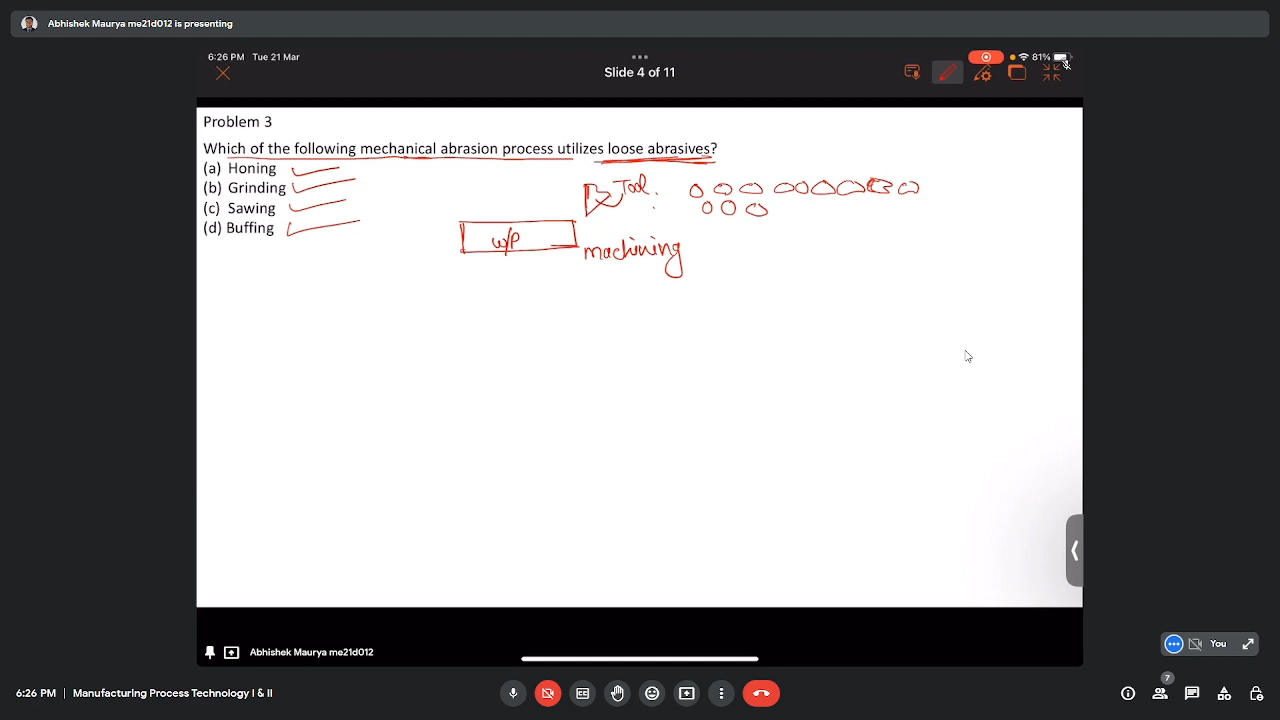 Abhishek Maurya me21d012 is presenting
6:26 PM Tue 21 Mar
81%
Slide 4 of 11
Problem 3
Which of the following mechanical abrasion process utilizes loose abrasives?
(a) Honing
(b) Grinding
(c) Sawing
(d) Buffing
Tool
w/P
machining
Abhishek Maurya me21d012
You
6:26 PM | Manufacturing Process Technology I & II
7